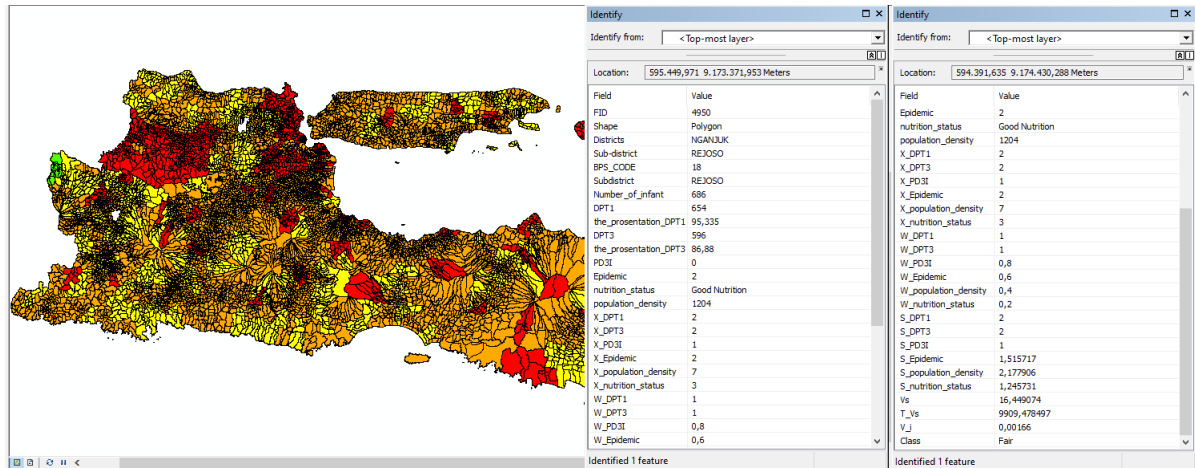 Identify
Identify from: <Top-most layer>
Location: 595.449,971 9.173.371,953 Meters
Field Value
FID 4950
Shape Polygon
Districts NGANJUK
Sub-district REJOSO
BPS_CODE 18
Subdistrict REJOSO
Number_of_infant 686
DPT1 654
the_prosentation_DPT1 95,335
DPT3 596
the_prosentation_DPT3 86,88
PD3I 0
Epidemic 2
nutrition_status Good Nutrition
population_density 1204
X_DPT1 2
X_DPT3 2
X_PD3I 1
X_Epidemic 2
X_population_density 7
X_nutrition_status 3
W_DPT1 1
W_DPT3 1
W_PD3I 0,8
W_Epidemic 0,6
Identified 1 feature
Identify
Identify from: <Top-most layer>
Location: 594.391,635 9.174.430,288 Meters
Field Value
Epidemic 2
nutrition_status Good Nutrition
population_density 1204
X_DPT1 2
X_DPT3 2
X_PD3I 1
X_Epidemic 2
X_population_density 7
X_nutrition_status 3
W_DPT1 1
W_DPT3 1
W_PD3I 0,8
W_Epidemic 0,6
W_population_density 0,4
W_nutrition_status 0,2
S_DPT1 2
S_DPT3 2
S_PD3I 1
S_Epidemic 1,515717
S_population_density 2,177906
S_nutrition_status 1,245731
Vs 16,449074
T_Vs 9909,478497
V_i 0,00166
Class Fair
Identified 1 feature